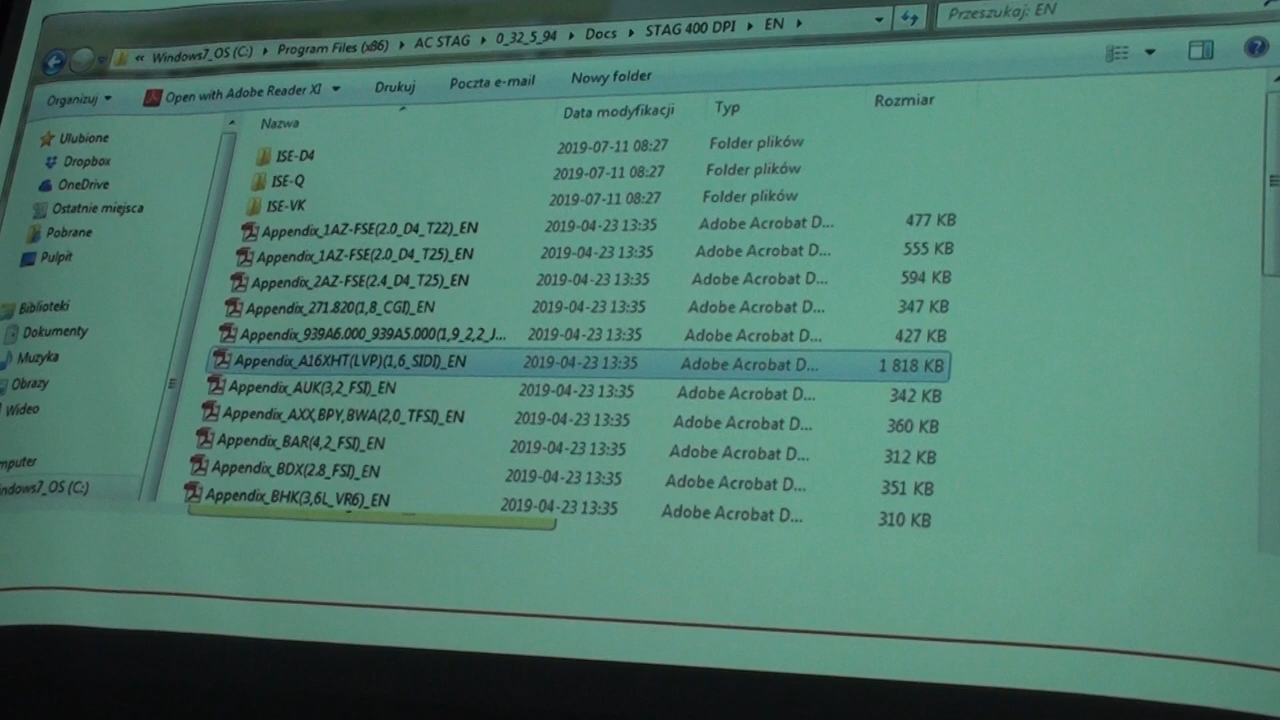 « Windows7_OS (C:) ▸ Program Files (x86) ▸ AC STAG ▸ 0_32_5_94 ▸ Docs ▸ STAG 400 DPI ▸ EN ▸
Przeszukaj: EN
Organizuj Open with Adobe Reader XI Drukuj Poczta e-mail Nowy folder
Nazwa Data modyfikacji Typ Rozmiar
Ulubione
Dropbox
OneDrive
Ostatnie miejsca
Pobrane
Pulpit
Biblioteki
Dokumenty
Muzyka
Obrazy
Wideo
mputer
ndows7_OS (C:)
ISE-D4 2019-07-11 08:27 Folder plików
ISE-Q 2019-07-11 08:27 Folder plików
ISE-VK 2019-07-11 08:27 Folder plików
Appendix_1AZ-FSE(2.0_D4_T22)_EN 2019-04-23 13:35 Adobe Acrobat D... 477 KB
Appendix_1AZ-FSE(2.0_D4_T25)_EN 2019-04-23 13:35 Adobe Acrobat D... 555 KB
Appendix_2AZ-FSE(2.4_D4_T25)_EN 2019-04-23 13:35 Adobe Acrobat D... 594 KB
Appendix_271.820(1,8_CGI)_EN 2019-04-23 13:35 Adobe Acrobat D... 347 KB
Appendix_939A6.000_939A5.000(1,9_2,2_J... 2019-04-23 13:35 Adobe Acrobat D... 427 KB
Appendix_A16XHT(LVP)(1,6_SIDI)_EN 2019-04-23 13:35 Adobe Acrobat D... 1 818 KB
Appendix_AUK(3,2_FSI)_EN 2019-04-23 13:35 Adobe Acrobat D... 342 KB
Appendix_AXX,BPY,BWA(2,0_TFSI)_EN 2019-04-23 13:35 Adobe Acrobat D... 360 KB
Appendix_BAR(4,2_FSI)_EN 2019-04-23 13:35 Adobe Acrobat D... 312 KB
Appendix_BDX(2.8_FSI)_EN 2019-04-23 13:35 Adobe Acrobat D... 351 KB
Appendix_BHK(3,6L_VR6)_EN 2019-04-23 13:35 Adobe Acrobat D... 310 KB